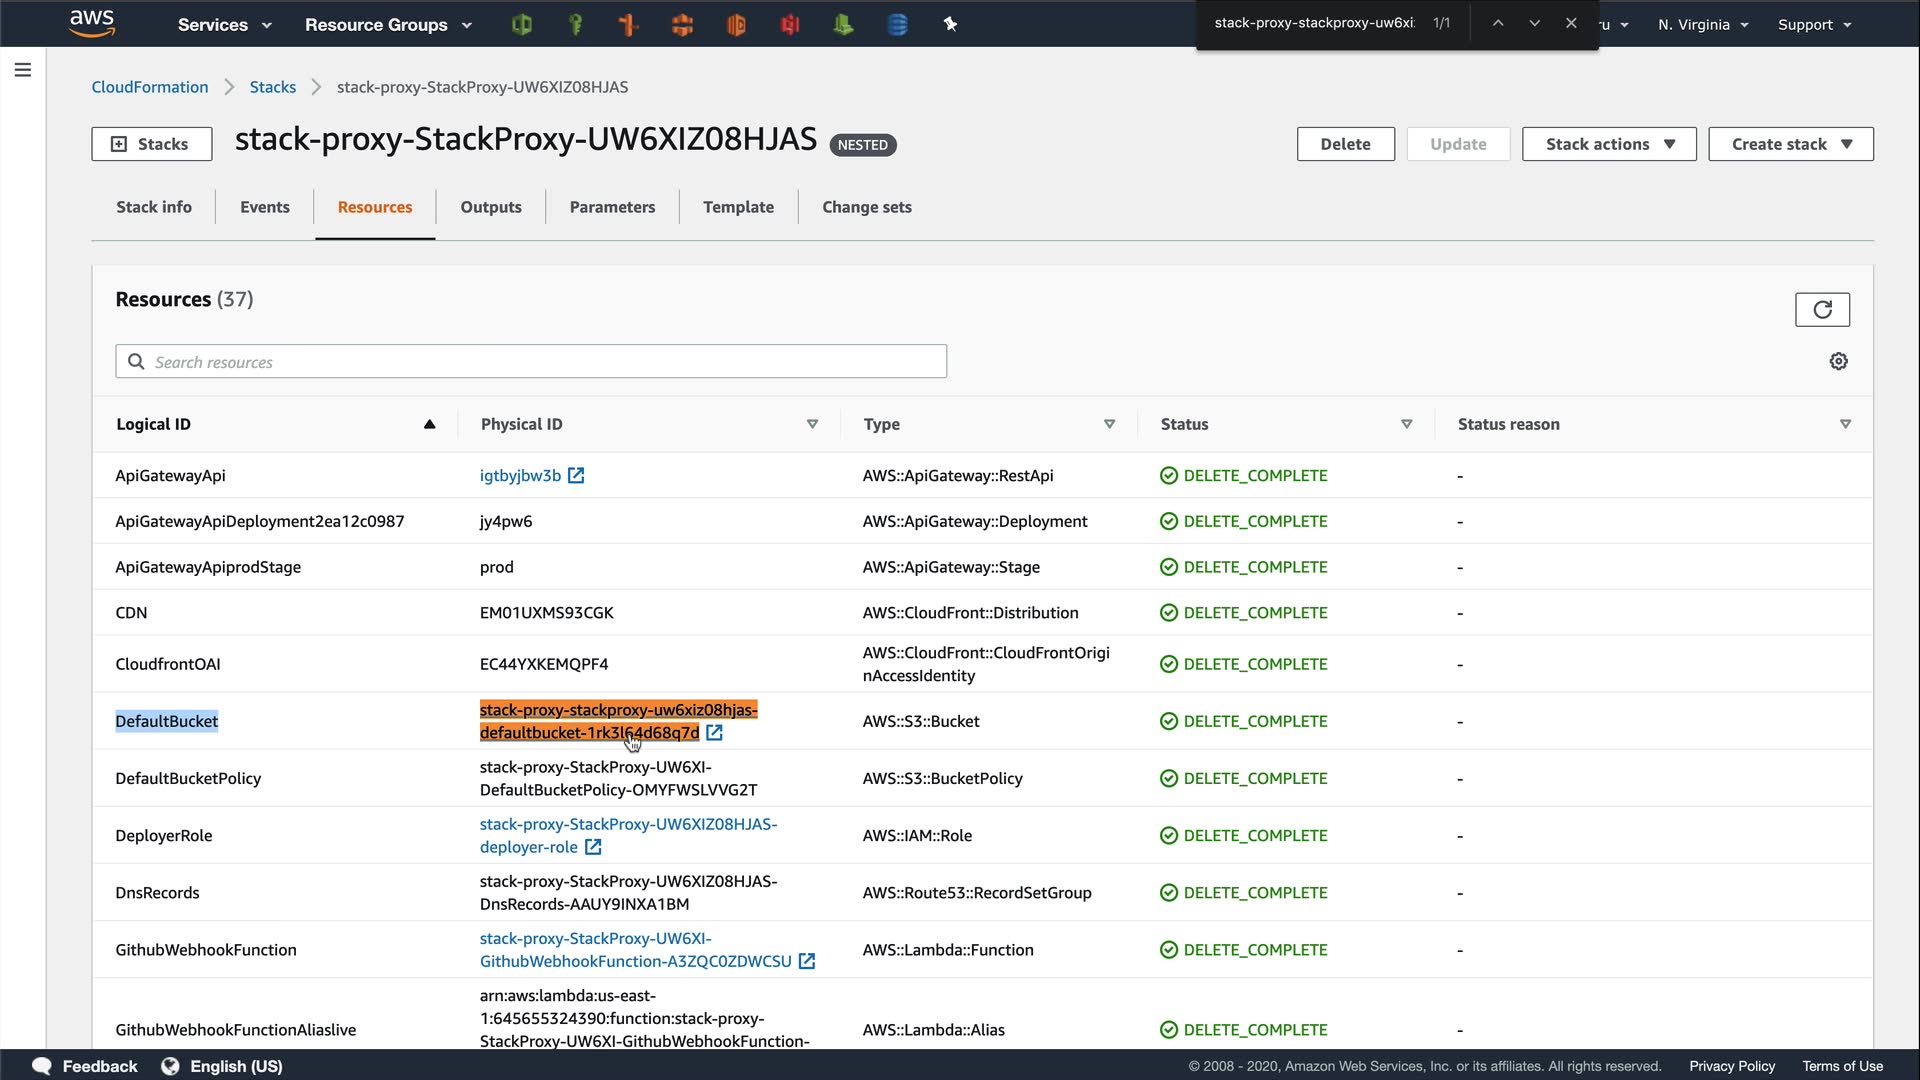 aws
Services
Resource Groups
stack-proxy-stackproxy-uw6xi
1/1
ru
N. Virginia
Support
CloudFormation
Stacks
stack-proxy-StackProxy-UW6XIZ08HJAS
Stacks
stack-proxy-StackProxy-UW6XIZ08HJAS
NESTED
Delete
Update
Stack actions
Create stack
Stack info
Events
Resources
Outputs
Parameters
Template
Change sets
Resources (37)
Search resources
Logical ID
Physical ID
Type
Status
Status reason
ApiGatewayApi
igtbyjbw3b
AWS::ApiGateway::RestApi
DELETE_COMPLETE
-
ApiGatewayApiDeployment2ea12c0987
jy4pw6
AWS::ApiGateway::Deployment
DELETE_COMPLETE
-
ApiGatewayApiprodStage
prod
AWS::ApiGateway::Stage
DELETE_COMPLETE
-
CDN
EM01UXMS93CGK
AWS::CloudFront::Distribution
DELETE_COMPLETE
-
CloudfrontOAI
EC44YXKEMQPF4
AWS::CloudFront::CloudFrontOrigi
nAccessIdentity
DELETE_COMPLETE
-
DefaultBucket
stack-proxy-stackproxy-uw6xiz08hjas-
defaultbucket-1rk3l64d68q7d
AWS::S3::Bucket
DELETE_COMPLETE
-
DefaultBucketPolicy
stack-proxy-StackProxy-UW6XI-
DefaultBucketPolicy-OMYFWSLVVG2T
AWS::S3::BucketPolicy
DELETE_COMPLETE
-
DeployerRole
stack-proxy-StackProxy-UW6XIZ08HJAS-
deployer-role
AWS::IAM::Role
DELETE_COMPLETE
-
DnsRecords
stack-proxy-StackProxy-UW6XIZ08HJAS-
DnsRecords-AAUY9INXA1BM
AWS::Route53::RecordSetGroup
DELETE_COMPLETE
-
GithubWebhookFunction
stack-proxy-StackProxy-UW6XI-
GithubWebhookFunction-A3ZQC0ZDWCSU
AWS::Lambda::Function
DELETE_COMPLETE
-
GithubWebhookFunctionAliaslive
arn:aws:lambda:us-east-
1:645655324390:function:stack-proxy-
StackProxy-UW6XI-GithubWebhookFunction-
AWS::Lambda::Alias
DELETE_COMPLETE
-
Feedback
English (US)
© 2008 - 2020, Amazon Web Services, Inc. or its affiliates. All rights reserved.
Privacy Policy
Terms of Use